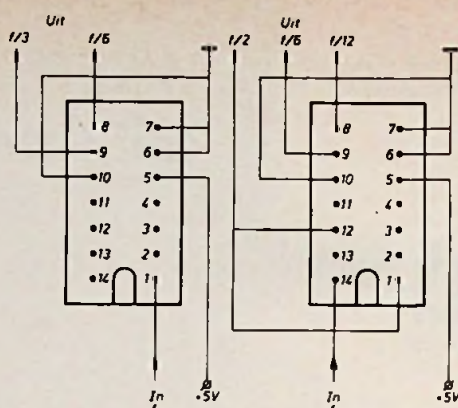 Uit Uit
f/3 f/6 f/2 f/6 f/12
8 7 8 7
9 6 9 6
10 5 10 5
11 4 11 4
12 3 12 3
13 2 13 2
14 1 14 1
In +5V In +5V
f f